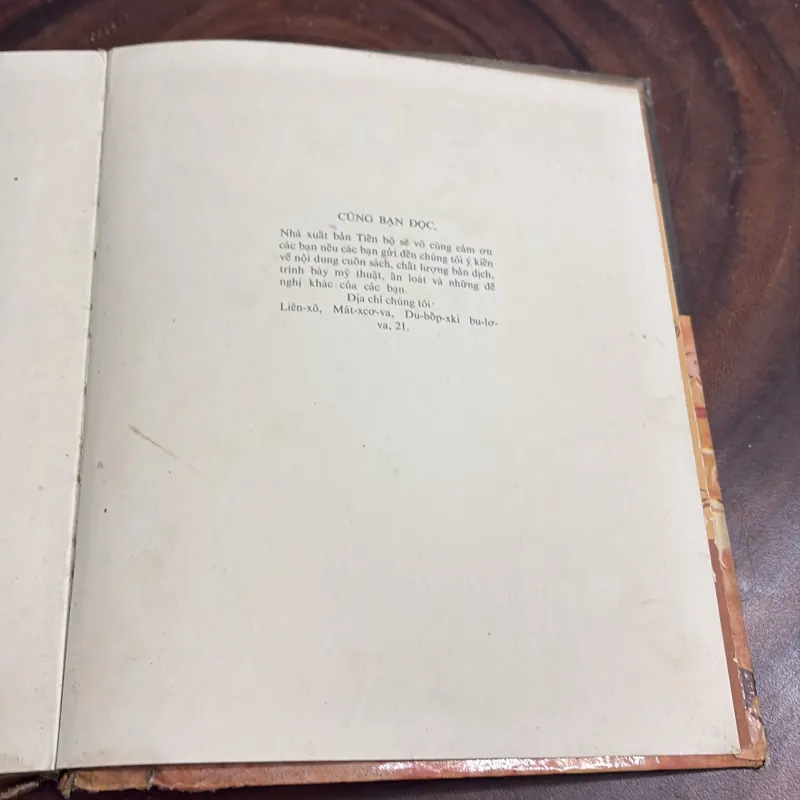 CÙNG BẠN ĐỌC,
Nhà xuất bản Tiến bộ sẽ vô cùng cảm ơn
các bạn nếu các bạn gửi đến chúng tôi ý kiến
về nội dung cuốn sách, chất lượng bản dịch,
trình bày mỹ thuật, ấn loát và những đề
nghị khác của các bạn.
Địa chỉ chúng tôi:
Liên-xô, Mát-xcơ-va, Du-bốp-xki bu-lơ-
va, 21.